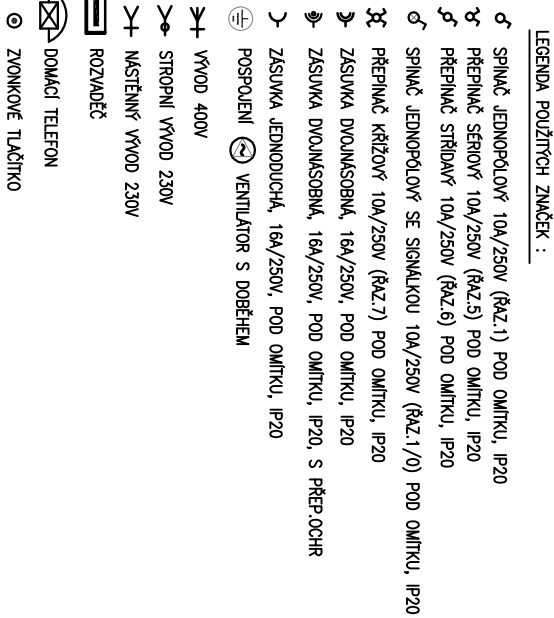 LEGENDA POUŽITÝCH ZNAČEK :
SPÍNAČ JEDNOPÓLOVÝ 10A/250V (ŘAZ.1) POD OMÍTKU, IP20
PŘEPÍNAČ SÉRIOVÝ 10A/250V (ŘAZ.5) POD OMÍTKU, IP20
PŘEPÍNAČ STŘÍDAVÝ 10A/250V (ŘAZ.6) POD OMÍTKU, IP20
SPÍNAČ JEDNOPÓLOVÝ SE SIGNÁLKOU 10A/250V (ŘAZ.1/0) POD OMÍTKU, IP20
PŘEPÍNAČ KŘÍŽOVÝ 10A/250V (ŘAZ.7) POD OMÍTKU, IP20
ZÁSUVKA DVOJNÁSOBNÁ, 16A/250V, POD OMÍTKU, IP20
ZÁSUVKA DVOJNÁSOBNÁ, 16A/250V, POD OMÍTKU, IP20, S PŘEP.OCHR
ZÁSUVKA JEDNODUCHÁ, 16A/250V, POD OMÍTKU, IP20
POSPOJENÍ VENTILÁTOR S DOBĚHEM
VÝVOD 400V
STROPNÍ VÝVOD 230V
NÁSTĚNNÝ VÝVOD 230V
ROZVADĚČ
DOMÁCÍ TELEFON
ZVONKOVÉ TLAČÍTKO